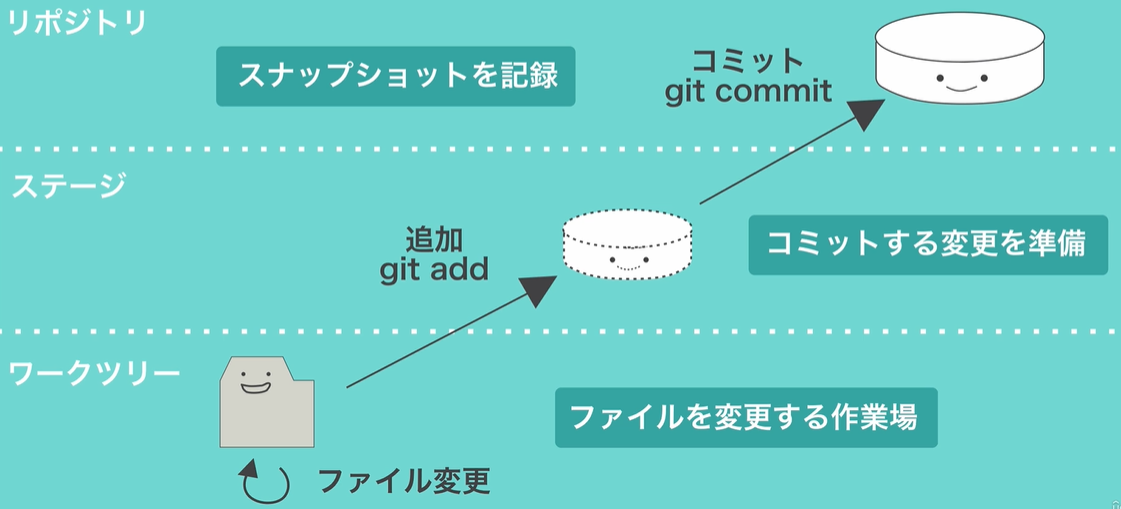 リポジトリ
スナップショットを記録
コミット
git commit
ステージ
追加
git add
コミットする変更を準備
ワークツリー
ファイルを変更する作業場
ファイル変更